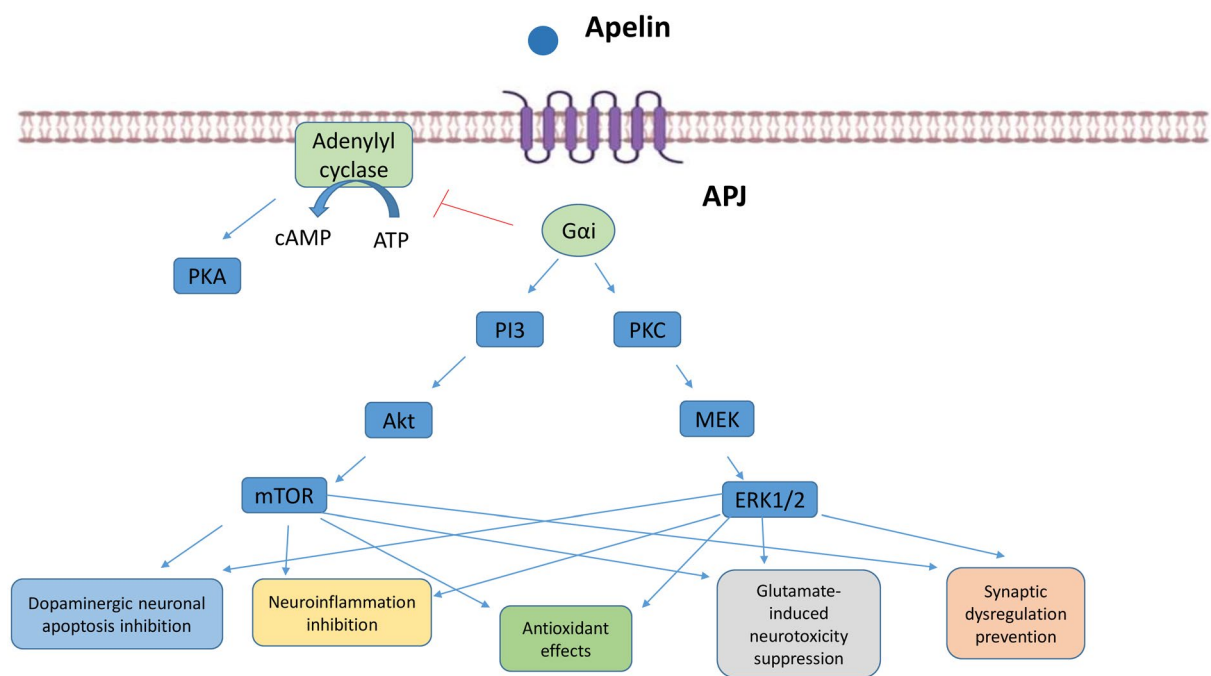 Apelin
Adenylyl
cyclase
APJ
cAMP
ATP
Gαi
PKA
PI3
PKC
Akt
MEK
mTOR
ERK1/2
Dopaminergic neuronal
apoptosis inhibition
Neuroinflammation
inhibition
Antioxidant
effects
Glutamate-
induced
neurotoxicity
suppression
Synaptic
dysregulation
prevention